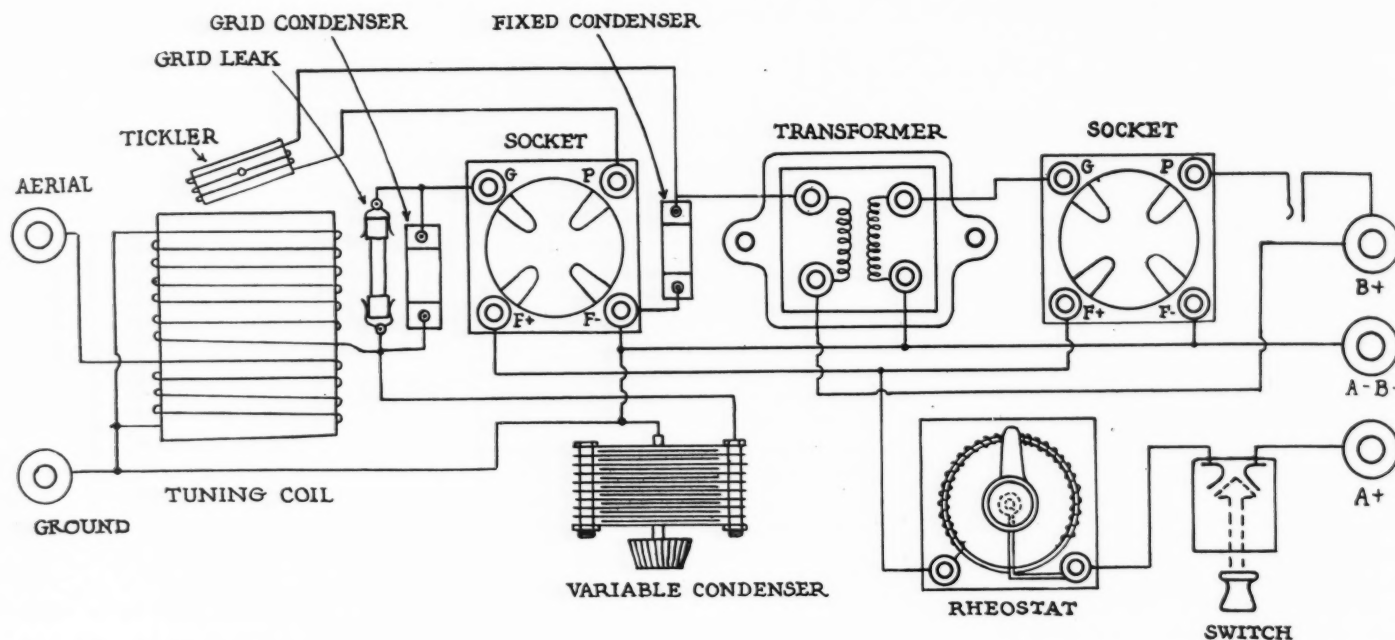 GRID CONDENSER
FIXED CONDENSER
GRID LEAK
TICKLER
SOCKET
TRANSFORMER
SOCKET
AERIAL
G
P
G
P
F+
F-
F+
F-
B+
A-B-
A+
TUNING COIL
GROUND
VARIABLE CONDENSER
RHEOSTAT
SWITCH